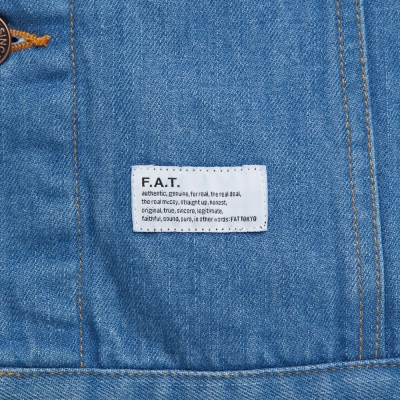 SINC
F.A.T.
authentic, genuine, for real, the real deal,
the real mccoy, straight up, honest,
original, true, sincere, legitimate,
faithful, sound, pure, in other words: FAT TOKYO